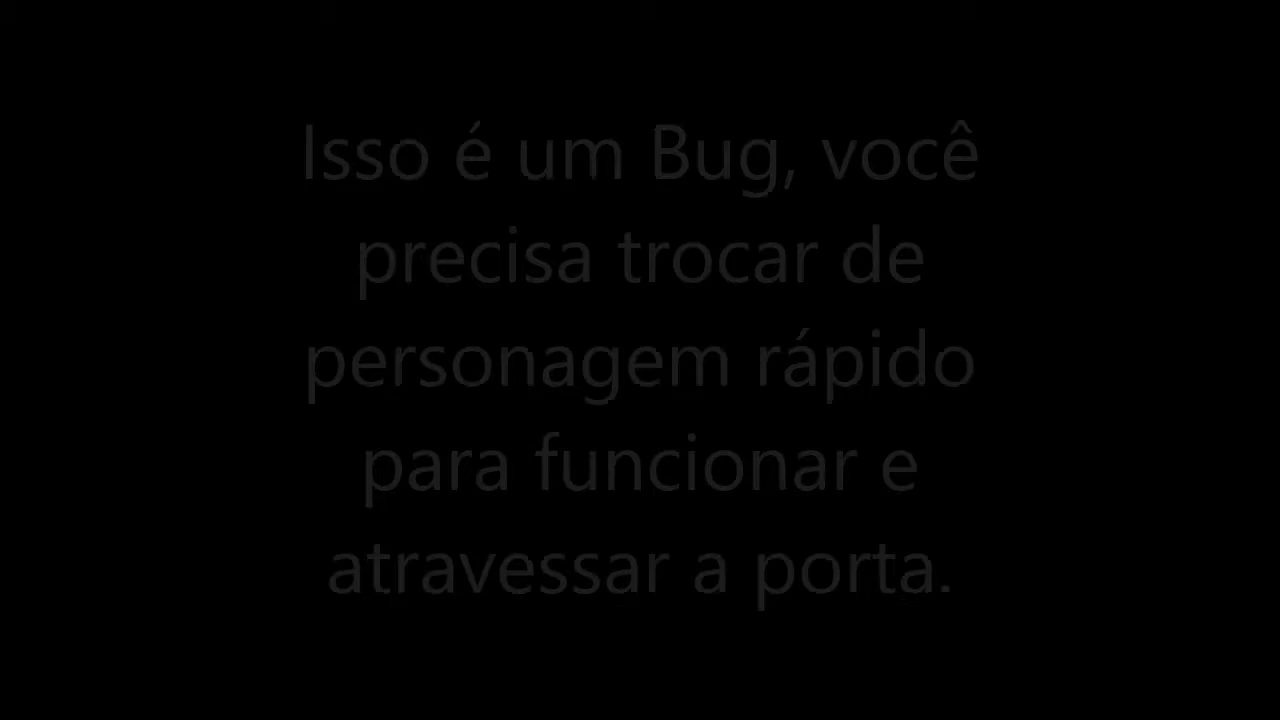 Isso é um Bug, você
precisa trocar de
personagem rápido
para funcionar e
atravessar a porta.